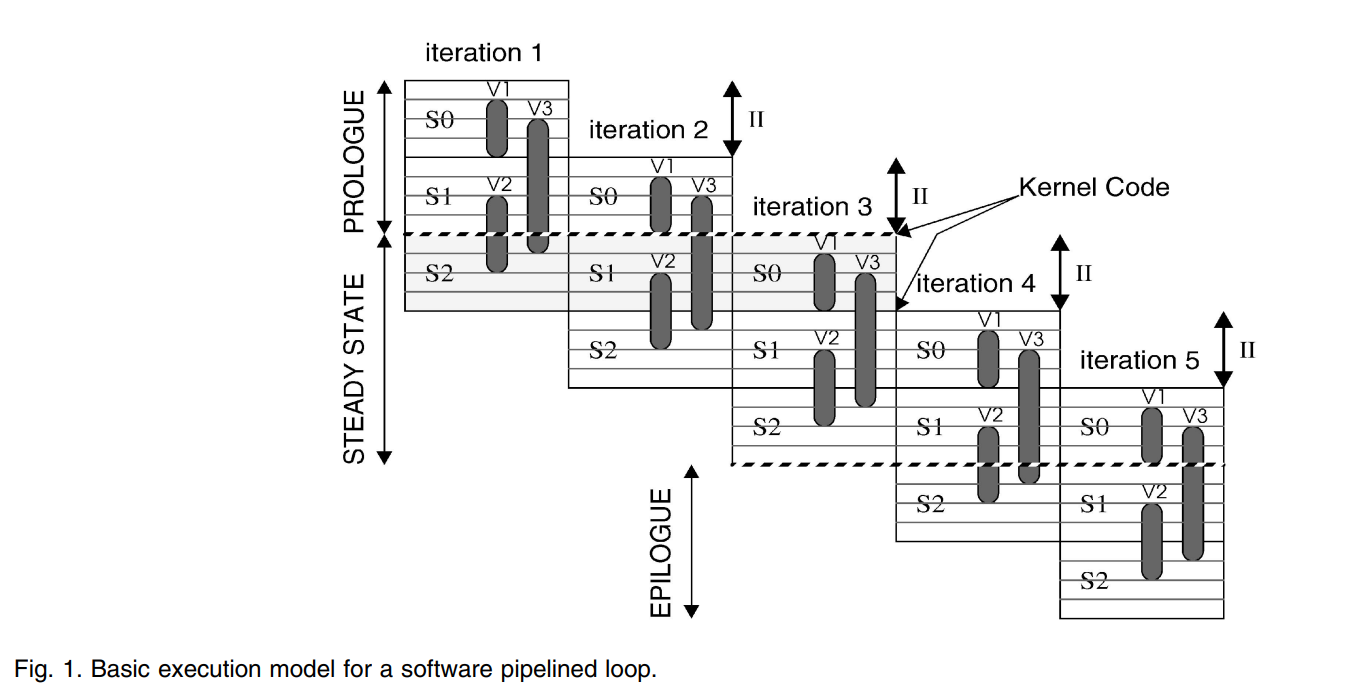 iteration 1
V1
V3
PROLOGUE
S0
iteration 2
II
V1
V2
V3
S1
S0
iteration 3
II
Kernel Code
V1
V2
V3
S2
S1
S0
iteration 4
II
V1
V2
V3
S2
S1
S0
iteration 5
II
STEADY STATE
V1
V2
V3
S2
S1
S0
EPILOGUE
V2
S2
S1
S2
Fig. 1. Basic execution model for a software pipelined loop.